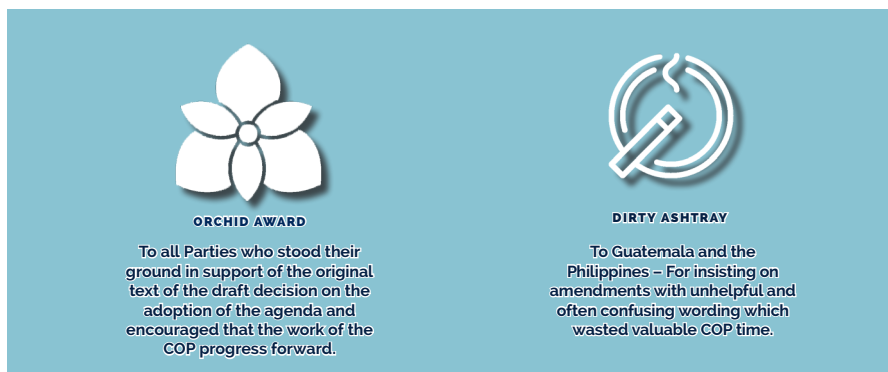 ORCHID AWARD
To all Parties who stood their
ground in support of the original
text of the draft decision on the
adoption of the agenda and
encouraged that the work of the
COP progress forward.
DIRTY ASHTRAY
To Guatemala and the
Philippines – For insisting on
amendments with unhelpful and
often confusing wording which
wasted valuable COP time.